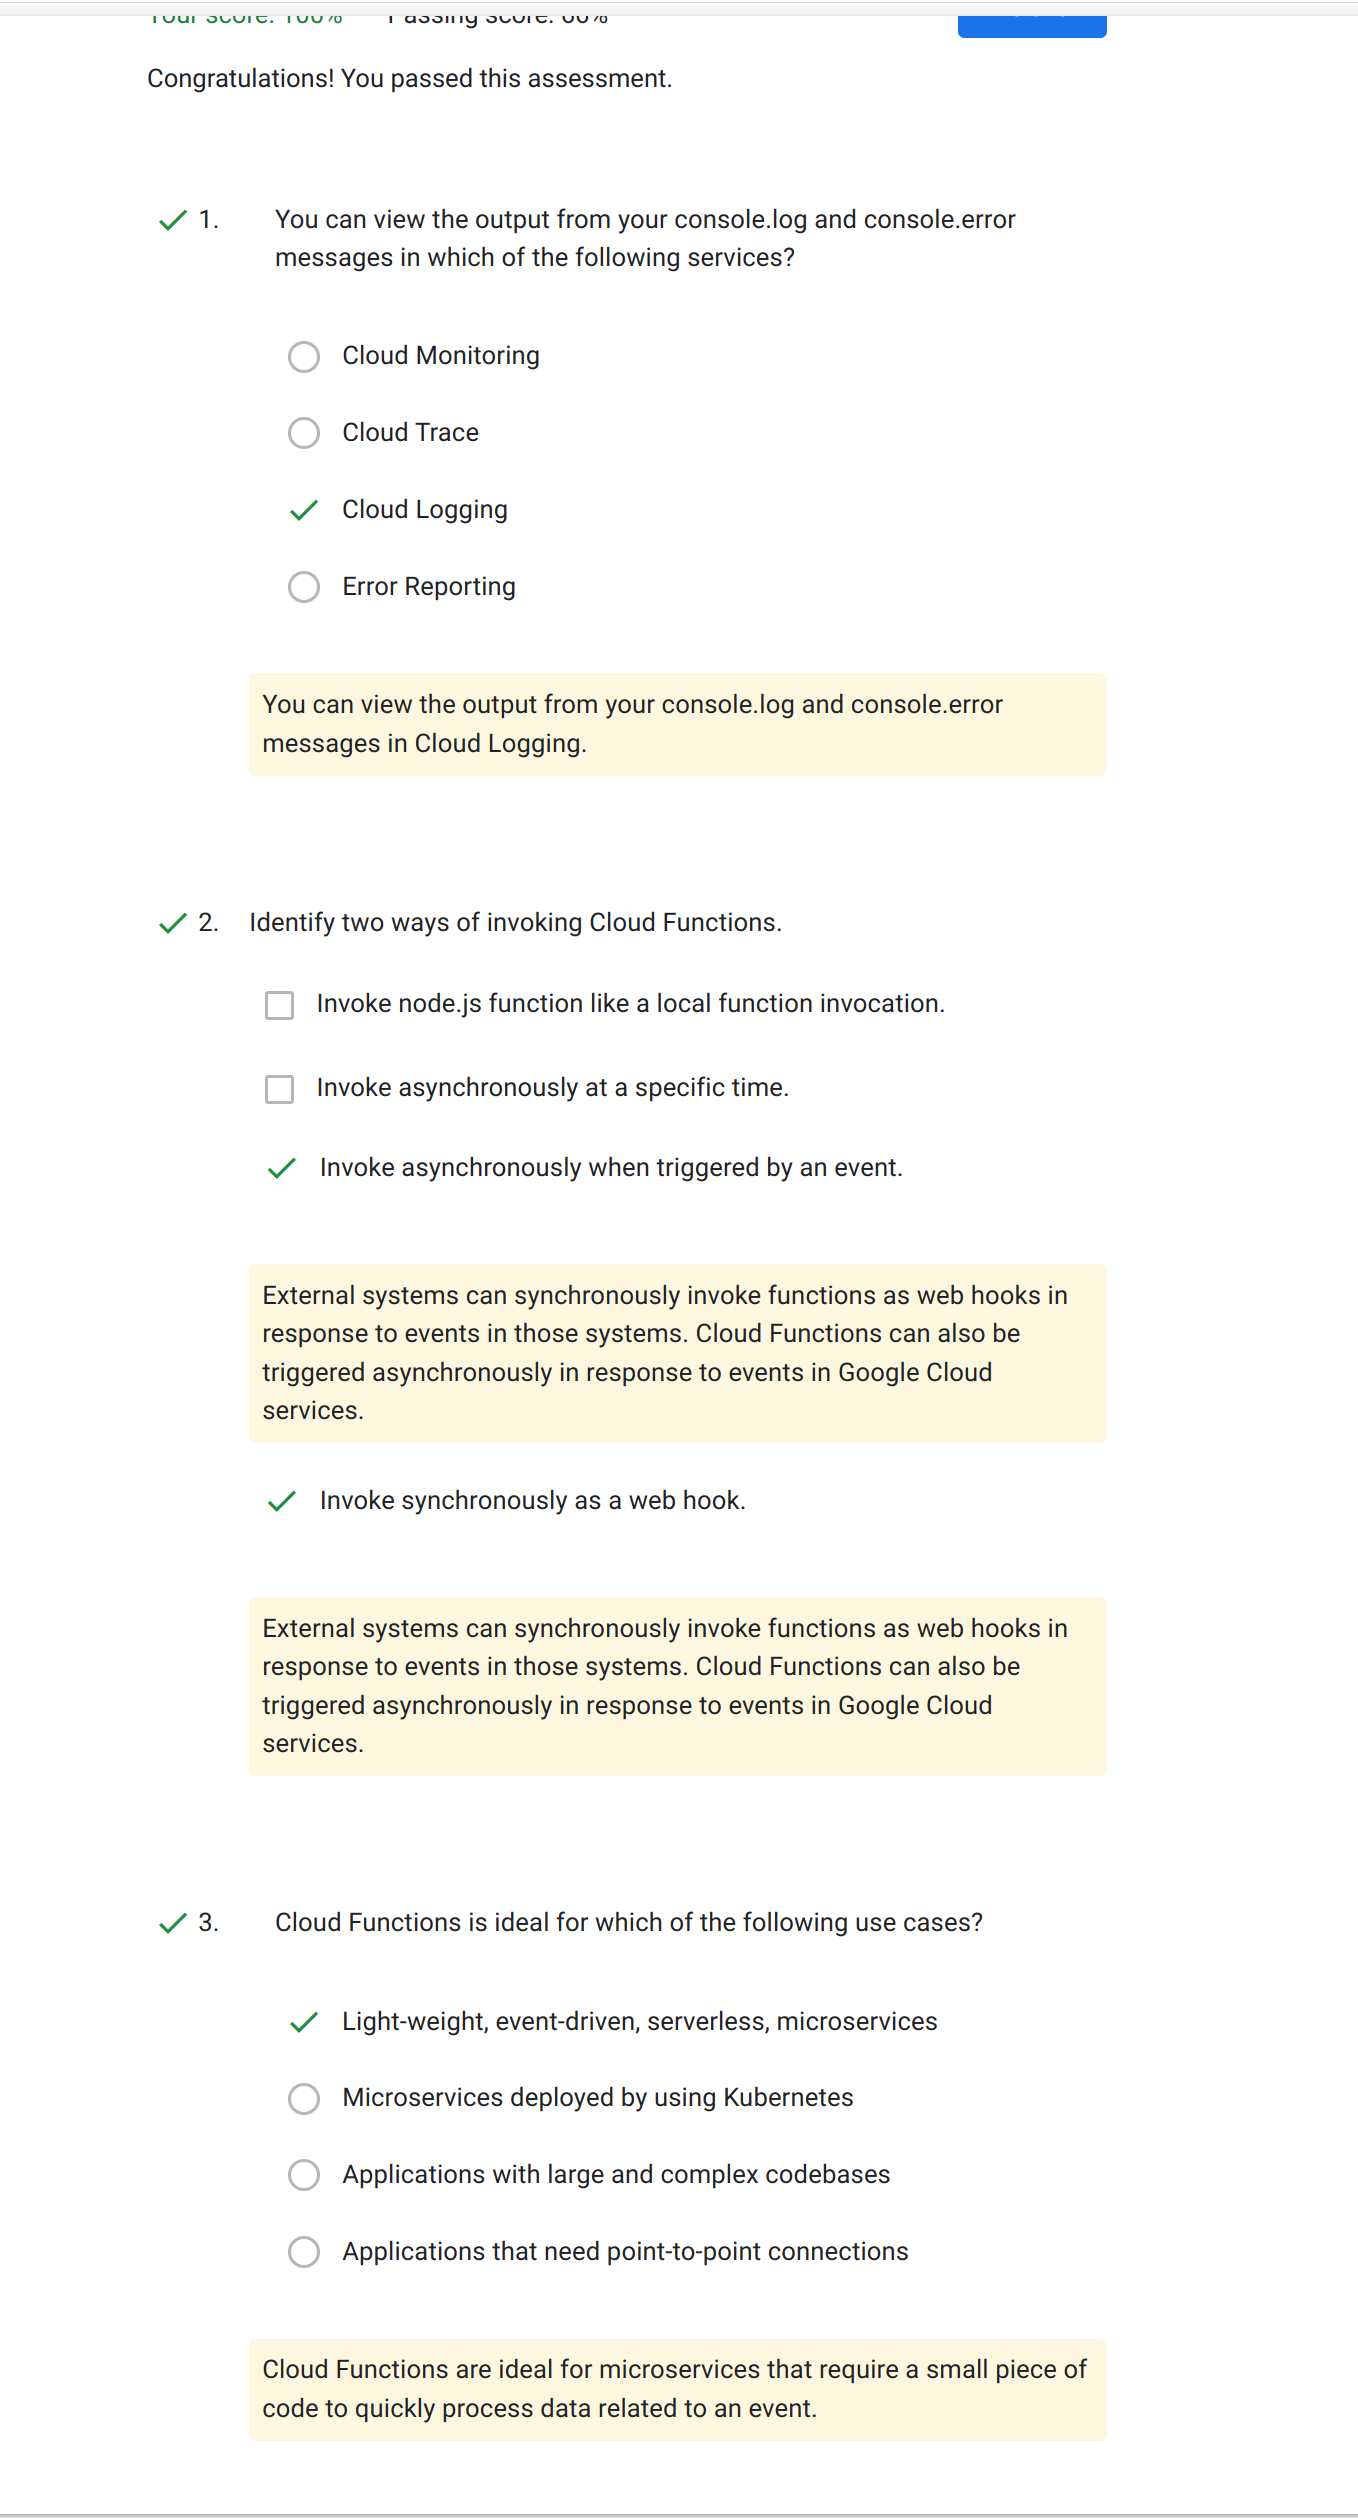 Your score: 100% Passing score: 60%
Congratulations! You passed this assessment.
1. You can view the output from your console.log and console.error
messages in which of the following services?
Cloud Monitoring
Cloud Trace
Cloud Logging
Error Reporting
You can view the output from your console.log and console.error
messages in Cloud Logging.
2. Identify two ways of invoking Cloud Functions.
Invoke node.js function like a local function invocation.
Invoke asynchronously at a specific time.
Invoke asynchronously when triggered by an event.
External systems can synchronously invoke functions as web hooks in
response to events in those systems. Cloud Functions can also be
triggered asynchronously in response to events in Google Cloud
services.
Invoke synchronously as a web hook.
External systems can synchronously invoke functions as web hooks in
response to events in those systems. Cloud Functions can also be
triggered asynchronously in response to events in Google Cloud
services.
3. Cloud Functions is ideal for which of the following use cases?
Light-weight, event-driven, serverless, microservices
Microservices deployed by using Kubernetes
Applications with large and complex codebases
Applications that need point-to-point connections
Cloud Functions are ideal for microservices that require a small piece of
code to quickly process data related to an event.